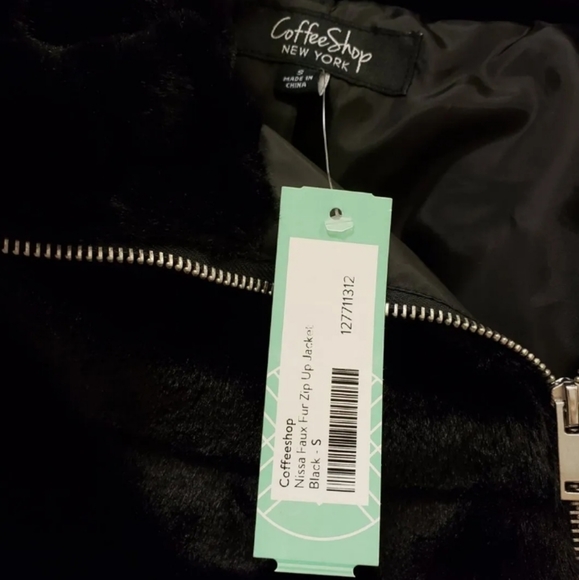 CoffeeShop
NEW YORK
S
MADE IN
CHINA
Coffeeshop
Nissa Faux Fur Zip Up Jacket
Black - S
127711312